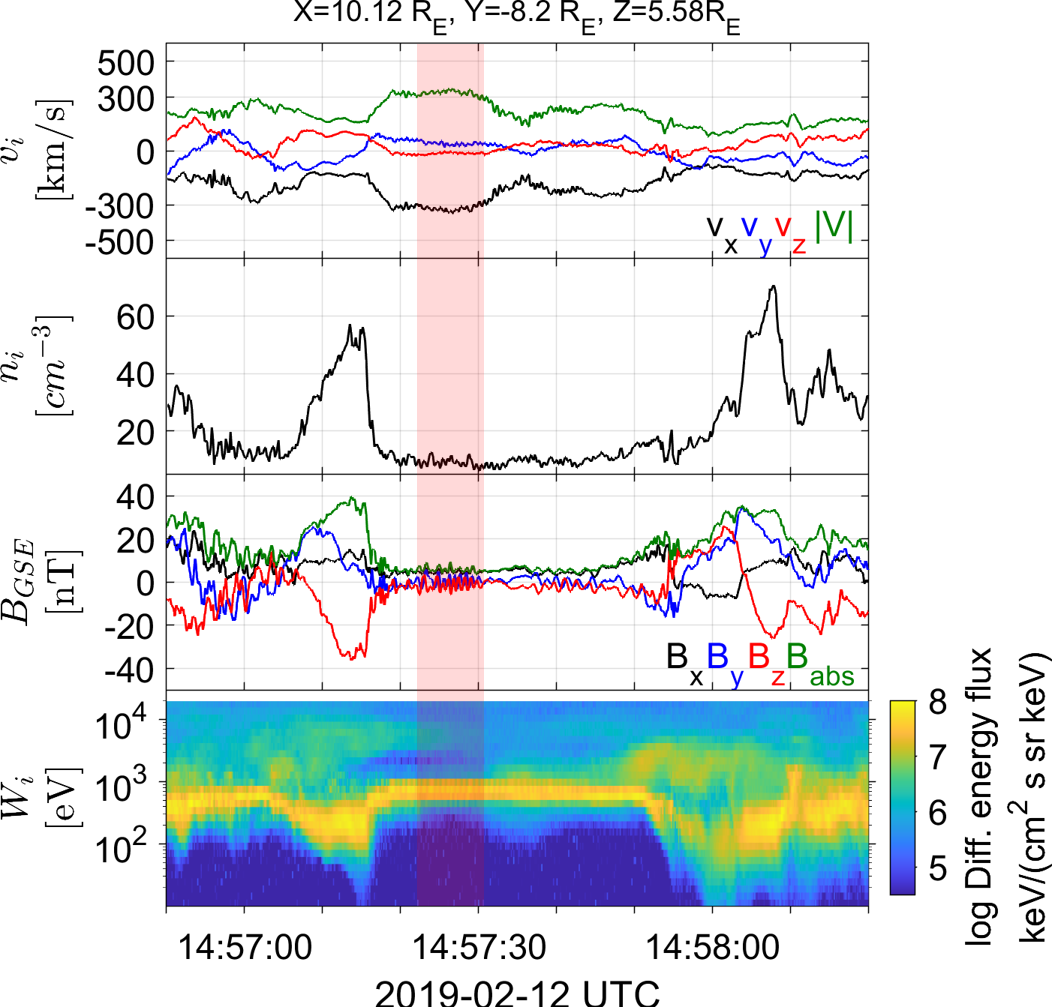 X=10.12 R_E, Y=-8.2 R_E, Z=5.58R_E
500
300
0
-300
-500
v_i
[km/s]
v_x v_y v_z |V|
60
40
20
n_i
[cm^-3]
40
20
0
-20
-40
B_GSE
[nT]
B_x B_y B_z B_abs
10^4
10^3
10^2
W_i
[eV]
8
7
6
5
log Diff. energy flux
keV/(cm^2 s sr keV)
14:57:00 14:57:30 14:58:00
2019-02-12 UTC